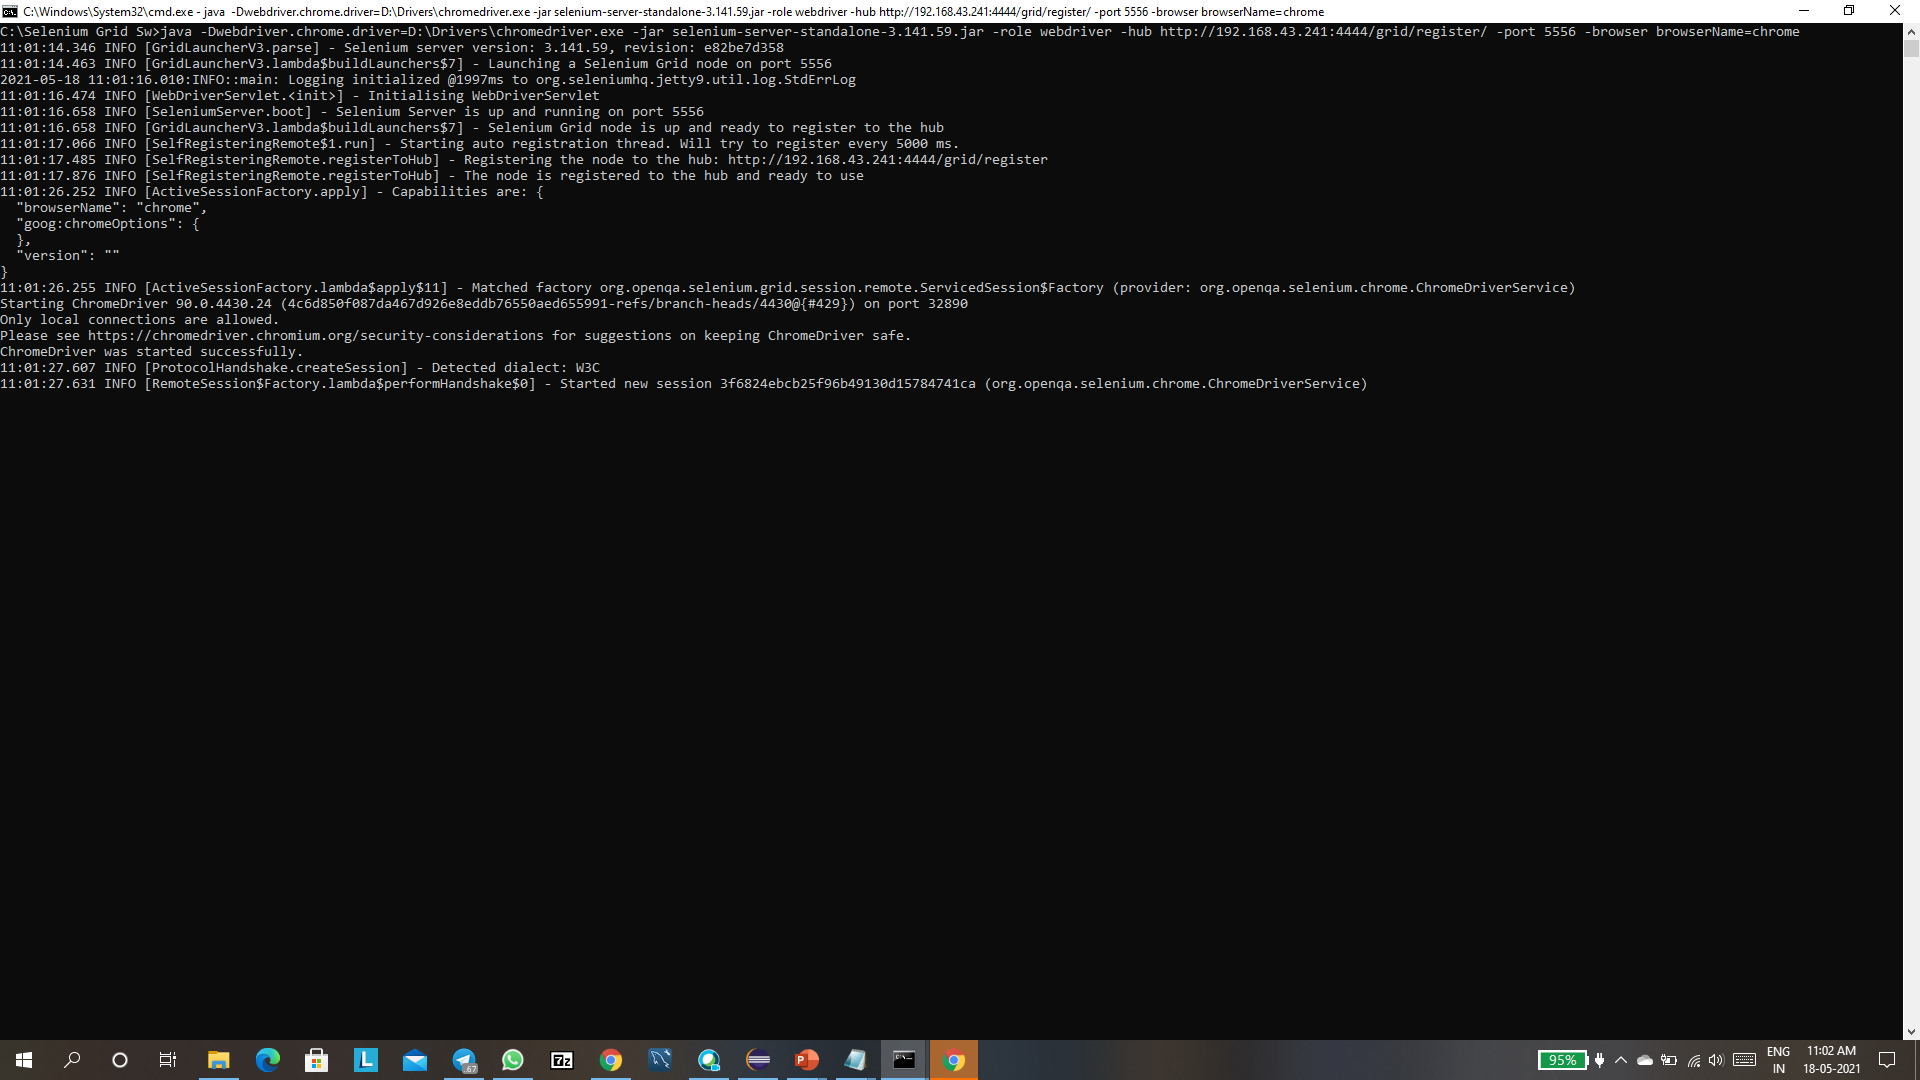 C:\Windows\System32\cmd.exe - java  -Dwebdriver.chrome.driver=D:\Drivers\chromedriver.exe -jar selenium-server-standalone-3.141.59.jar -role webdriver -hub http://192.168.43.241:4444/grid/register/ -port 5556 -browser browserName=chrome
C:\Selenium Grid Sw>java -Dwebdriver.chrome.driver=D:\Drivers\chromedriver.exe -jar selenium-server-standalone-3.141.59.jar -role webdriver -hub http://192.168.43.241:4444/grid/register/ -port 5556 -browser browserName=chrome
11:01:14.346 INFO [GridLauncherV3.parse] - Selenium server version: 3.141.59, revision: e82be7d358
11:01:14.463 INFO [GridLauncherV3.lambda$buildLaunchers$7] - Launching a Selenium Grid node on port 5556
2021-05-18 11:01:16.010:INFO::main: Logging initialized @1997ms to org.seleniumhq.jetty9.util.log.StdErrLog
11:01:16.474 INFO [WebDriverServlet.<init>] - Initialising WebDriverServlet
11:01:16.658 INFO [SeleniumServer.boot] - Selenium Server is up and running on port 5556
11:01:16.658 INFO [GridLauncherV3.lambda$buildLaunchers$7] - Selenium Grid node is up and ready to register to the hub
11:01:17.066 INFO [SelfRegisteringRemote$1.run] - Starting auto registration thread. Will try to register every 5000 ms.
11:01:17.485 INFO [SelfRegisteringRemote.registerToHub] - Registering the node to the hub: http://192.168.43.241:4444/grid/register
11:01:17.876 INFO [SelfRegisteringRemote.registerToHub] - The node is registered to the hub and ready to use
11:01:26.252 INFO [ActiveSessionFactory.apply] - Capabilities are: {
  "browserName": "chrome",
  "goog:chromeOptions": {
  },
  "version": ""
}
11:01:26.255 INFO [ActiveSessionFactory.lambda$apply$11] - Matched factory org.openqa.selenium.grid.session.remote.ServicedSession$Factory (provider: org.openqa.selenium.chrome.ChromeDriverService)
Starting ChromeDriver 90.0.4430.24 (4c6d850f087da467d926e8eddb76550aed655991-refs/branch-heads/4430@{#429}) on port 32890
Only local connections are allowed.
Please see https://chromedriver.chromium.org/security-considerations for suggestions on keeping ChromeDriver safe.
ChromeDriver was started successfully.
11:01:27.607 INFO [ProtocolHandshake.createSession] - Detected dialect: W3C
11:01:27.631 INFO [RemoteSession$Factory.lambda$performHandshake$0] - Started new session 3f6824ebcb25f96b49130d15784741ca (org.openqa.selenium.chrome.ChromeDriverService)
L
.67
7z
P
95%
ENG
IN
11:02 AM
18-05-2021